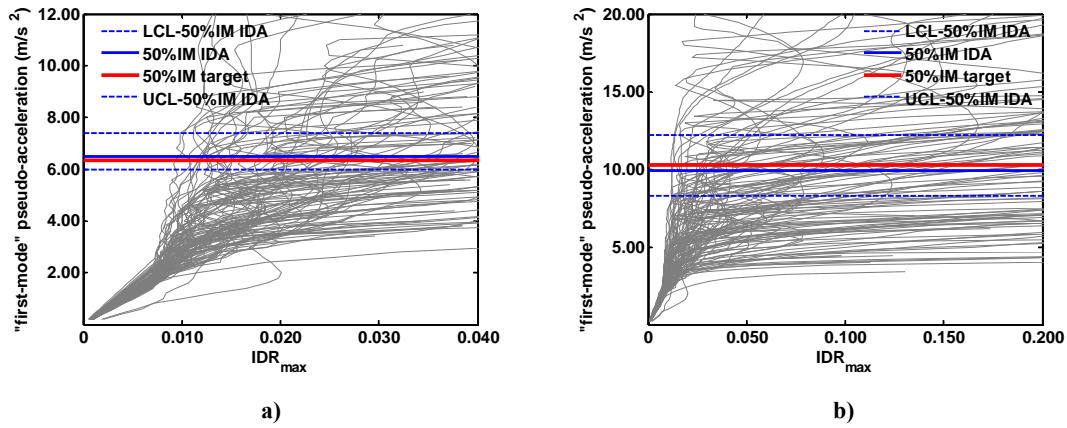 12.00
10.00
8.00
6.00
4.00
2.00
"first-mode" pseudo-acceleration (m/s 2)
LCL-50%IM IDA
50%IM IDA
50%IM target
UCL-50%IM IDA
0 0.010 0.020 0.030 0.040
IDRmax
a)
20.00
15.00
10.00
5.00
"first-mode" pseudo-acceleration (m/s 2)
LCL-50%IM IDA
50%IM IDA
50%IM target
UCL-50%IM IDA
0 0.050 0.100 0.150 0.200
IDRmax
b)